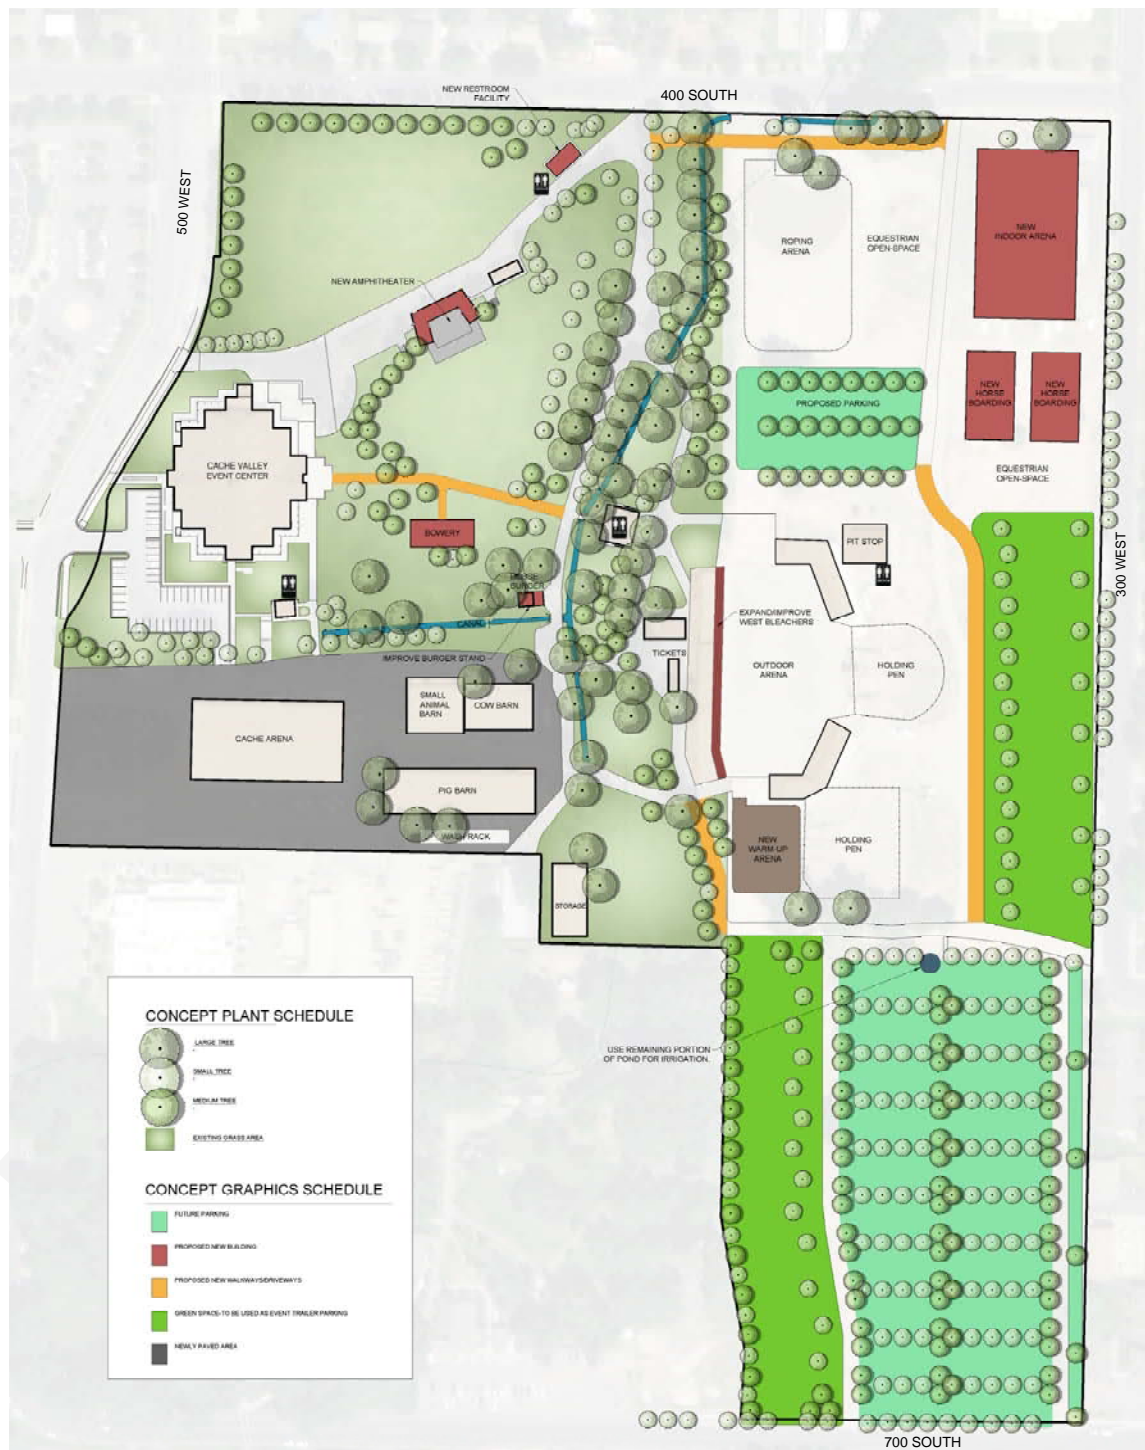 NEW RESTROOM
FACILITY
400 SOUTH
500 WEST
NEW
INDOOR ARENA
ROPING
ARENA
EQUESTRIAN
OPEN-SPACE
NEW AMPHITHEATER
NEW
HORSE
BOARDING
NEW
HORSE
BOARDING
PROPOSED PARKING
CACHE VALLEY
EVENT CENTER
EQUESTRIAN
OPEN-SPACE
BOWERY
PIT STOP
300 WEST
BURGER
EXPAND/IMPROVE
WEST BLEACHERS
CANAL
IMPROVE BURGER STAND
TICKETS
OUTDOOR
ARENA
HOLDING
PEN
SMALL
ANIMAL
BARN
COW BARN
CACHE ARENA
PIG BARN
WASH RACK
NEW
WARM UP
ARENA
HOLDING
PEN
STORAGE
USE REMAINING PORTION
OF POND FOR IRRIGATION.
CONCEPT PLANT SCHEDULE
LARGE TREE
SMALL TREE
MEDIUM TREE
EXISTING GRASS AREA
CONCEPT GRAPHICS SCHEDULE
FUTURE PARKING
PROPOSED NEW BUILDING
PROPOSED NEW WALKWAYS/DRIVEWAYS
GREEN SPACE-TO BE USED AS EVENT TRAILER PARKING
NEWLY PAVED AREA
700 SOUTH